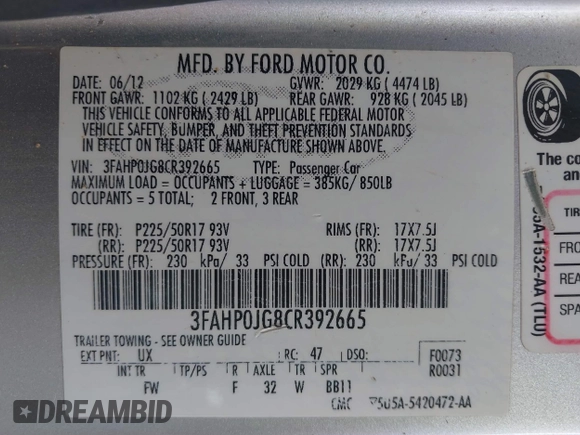 MFD. BY FORD MOTOR CO.
DATE: 06/12 GVWR: 2029 KG ( 4474 LB)
FRONT GAWR: 1102 KG ( 2429 LB) REAR GAWR: 928 KG ( 2045 LB)
THIS VEHICLE CONFORMS TO ALL APPLICABLE FEDERAL MOTOR
VEHICLE SAFETY, BUMPER, AND THEFT PREVENTION STANDARDS
IN EFFECT ON THE DATE OF MANUFACTURE SHOWN ABOVE.
VIN: 3FAHP0JG8CR392665 TYPE: Passenger Car
MAXIMUM LOAD = OCCUPANTS + LUGGAGE = 385KG/ 850LB
OCCUPANTS = 5 TOTAL; 2 FRONT, 3 REAR
TIRE (FR): P225/50R17 93V RIMS (FR): 17X7.5J
(RR): P225/50R17 93V (RR): 17X7.5J
PRESSURE (FR): 230 kPa/ 33 PSI COLD (RR): 230 kPa/ 33 PSI COLD
3FAHP0JG8CR392665
TRAILER TOWING - SEE OWNER GUIDE
EXT PNT: UX RC: 47 DSO: F0073
R0031
INT TR TP/PS R AXLE TR SPR
FW F 32 W BB11
CMC 5U5A-5420472-AA
The co
TIR
FRO
REA
SPA
5A-1532-AA (TLU)
DREAMBID